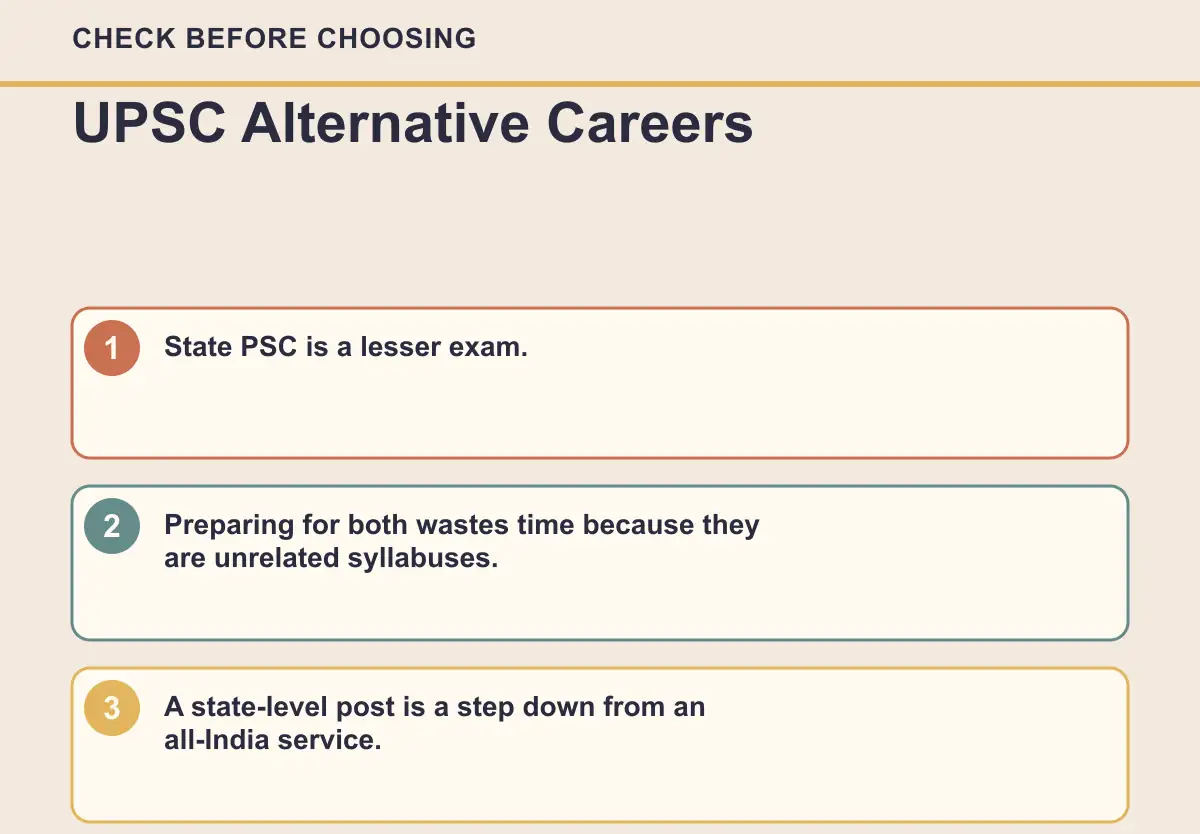 CHECK BEFORE CHOOSING
UPSC Alternative Careers
1
State PSC is a lesser exam.
2
Preparing for both wastes time because they
are unrelated syllabuses.
3
A state-level post is a step down from an
all-India service.